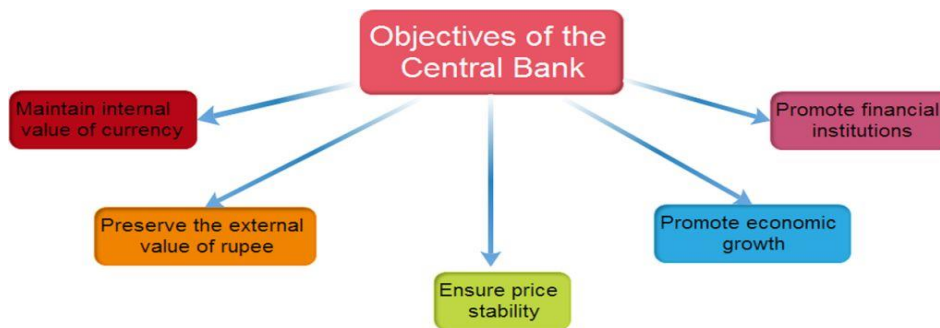 Objectives of the
Central Bank
Maintain internal
value of currency
Promote financial
institutions
Preserve the external
value of rupee
Promote economic
growth
Ensure price
stability